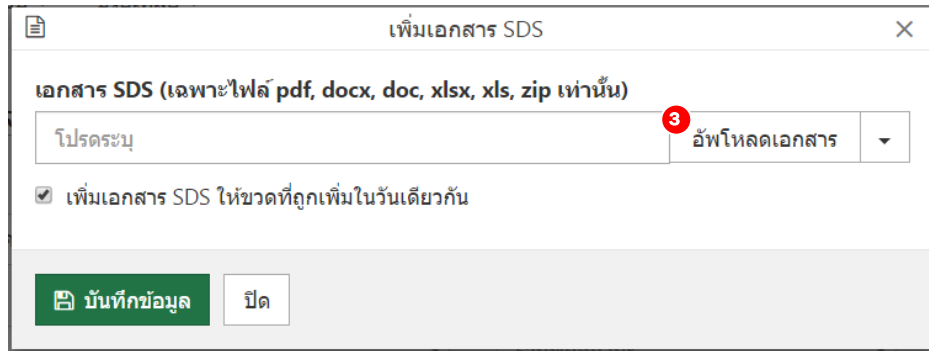 เพิ่มเอกสาร SDS
เอกสาร SDS (เฉพาะไฟล์ pdf, docx, doc, xlsx, xls, zip เท่านั้น)
โปรดระบุ
3
อัพโหลดเอกสาร
เพิ่มเอกสาร SDS ให้ขวดที่ถูกเพิ่มในวันเดียวกัน
บันทึกข้อมูล ปิด